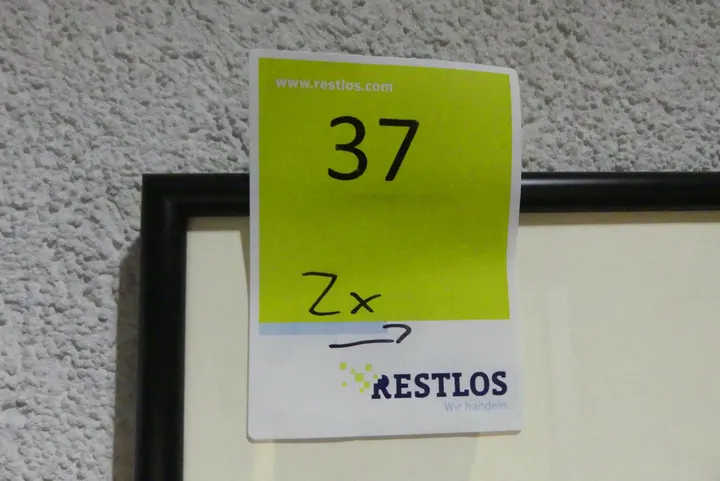 www.restlos.com
37
2x
→
RESTLOS
Wir handeln.